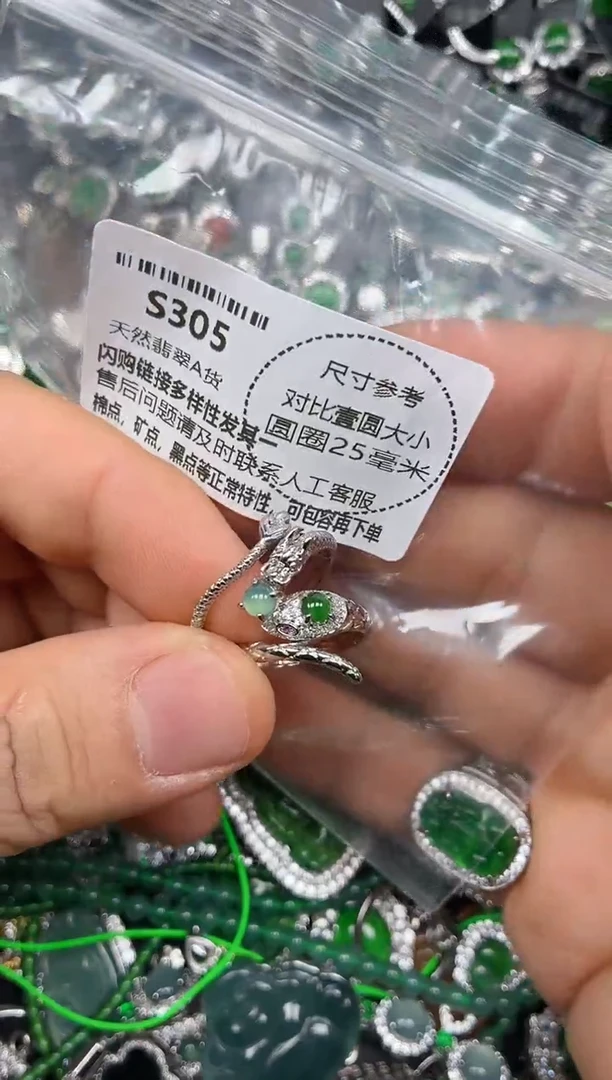 S305
天然翡翠A货
闪购链接多样性发其一
售后问题请及时联系人工客服
棉点，矿点，黑点等正常特性，可包容再下单
尺寸参考
对比壹圆大小
圆圈25毫米